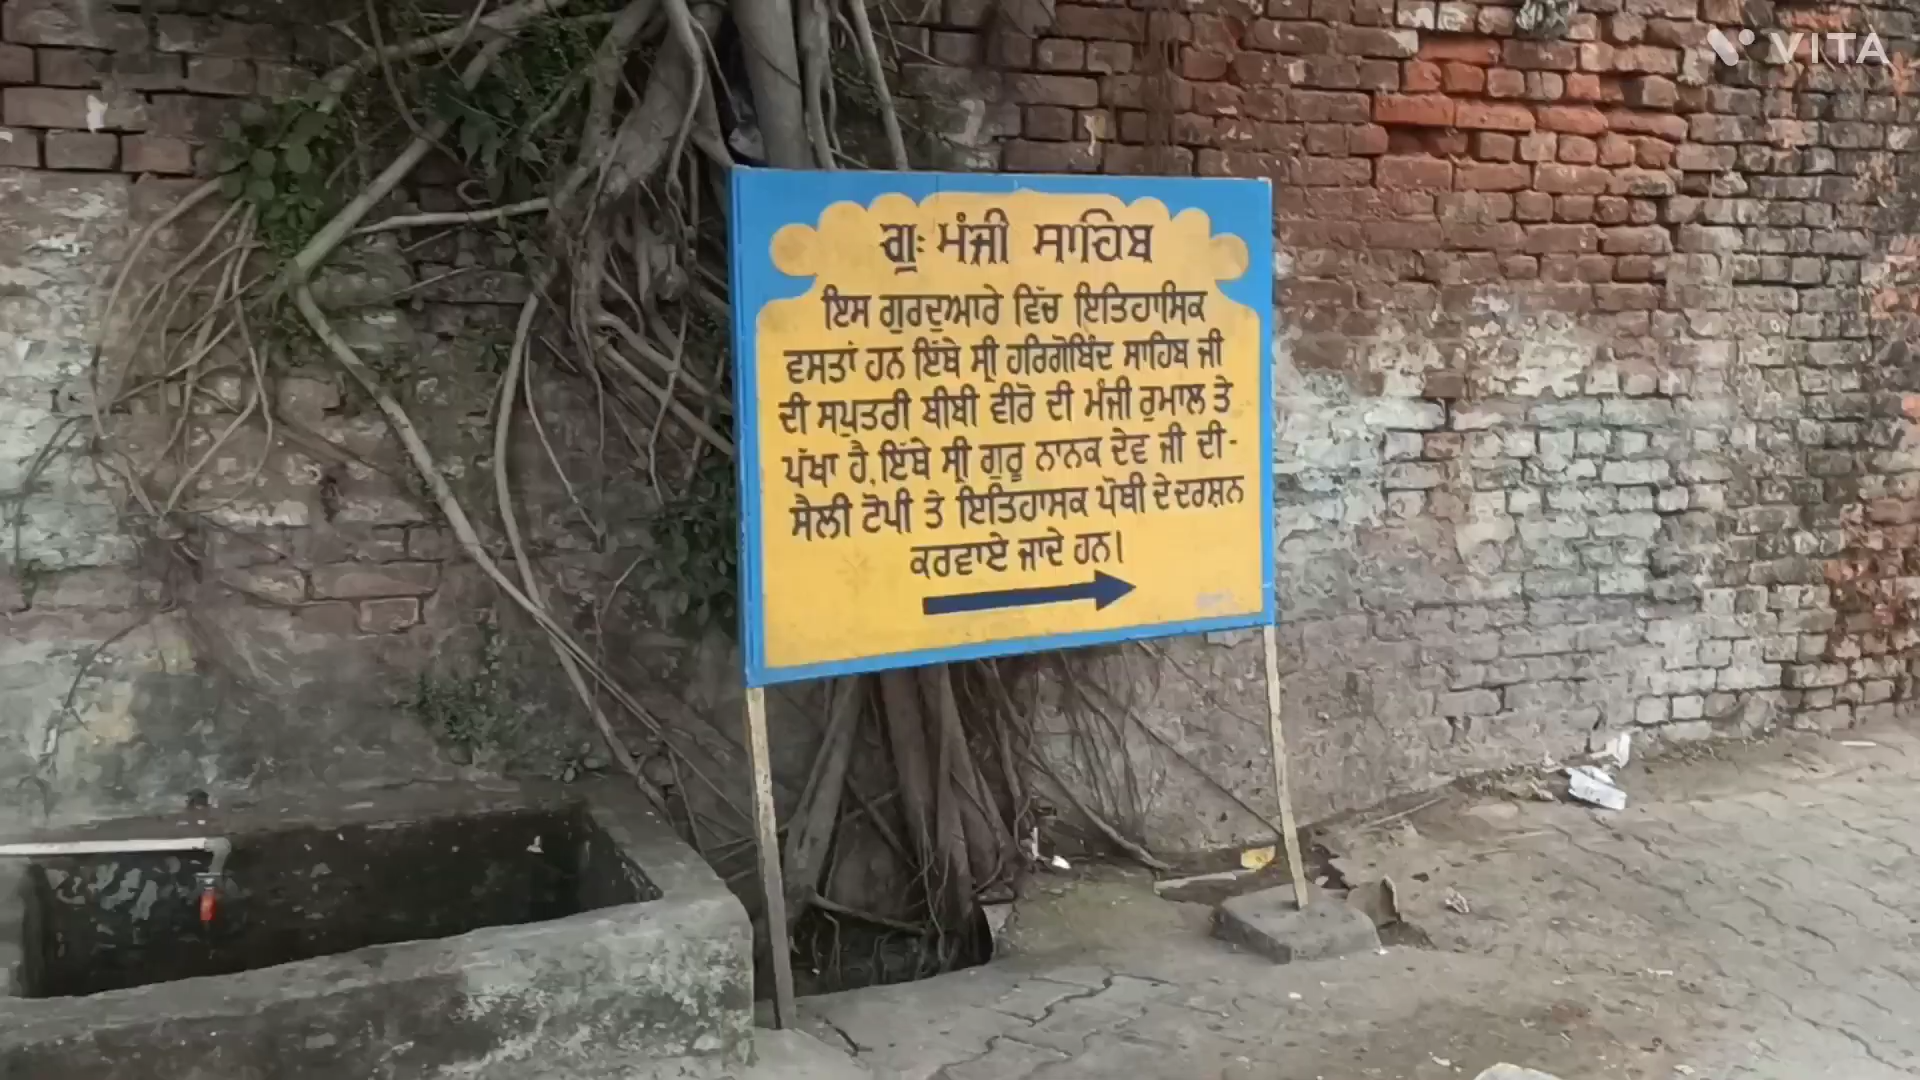 VITA
ਗੁ: ਮੰਜੀ ਸਾਹਿਬ
ਇਸ ਗੁਰਦੁਆਰੇ ਵਿੱਚ ਇਤਿਹਾਸਿਕ
ਵਸਤਾਂ ਹਨ ਇੱਥੇ ਸ੍ਰੀ ਹਰਿਗੋਬਿੰਦ ਸਾਹਿਬ ਜੀ
ਦੀ ਸਪੁਤਰੀ ਬੀਬੀ ਵੀਰੋ ਦੀ ਮੰਜੀ ਰੁਮਾਲ ਤੇ
ਪੱਖਾ ਹੈ. ਇੱਥੇ ਸ੍ਰੀ ਗੁਰੂ ਨਾਨਕ ਦੇਵ ਜੀ ਦੀ-
ਸੈਲੀ ਟੋਪੀ ਤੇ ਇਤਿਹਾਸਕ ਪੋਥੀ ਦੇ ਦਰਸ਼ਨ
ਕਰਵਾਏ ਜਾਦੇ ਹਨ।